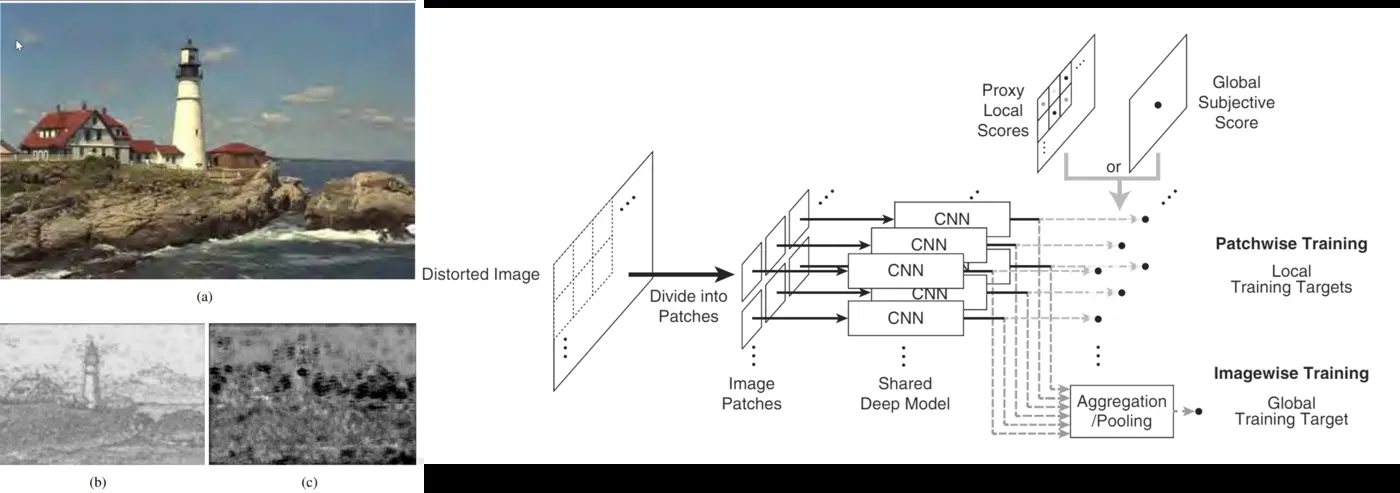 (a)
(b)
(c)
Proxy
Local
Scores
Global
Subjective
Score
or
Distorted Image
Divide into
Patches
Image
Patches
CNN
CNN
CNN
CNN
CNN
Shared
Deep Model
Patchwise Training
Local
Training Targets
Imagewise Training
Global
Training Target
Aggregation
/Pooling